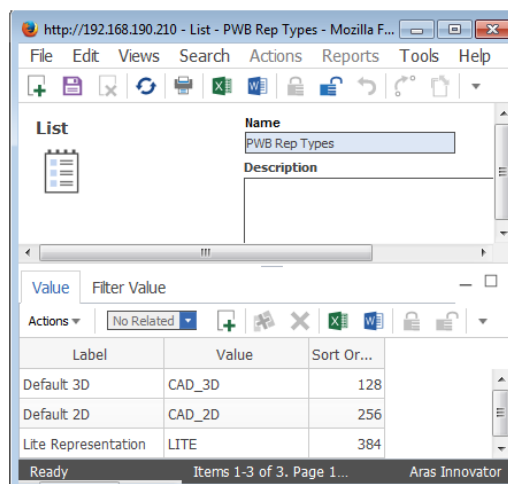 http://192.168.190.210 - List - PWB Rep Types - Mozilla F...
File Edit Views Search Actions Reports Tools Help
List
Name
PWB Rep Types
Description
Value Filter Value
Actions No Related
Label Value Sort Or...
Default 3D CAD_3D 128
Default 2D CAD_2D 256
Lite Representation LITE 384
Ready Items 1-3 of 3. Page 1... Aras Innovator